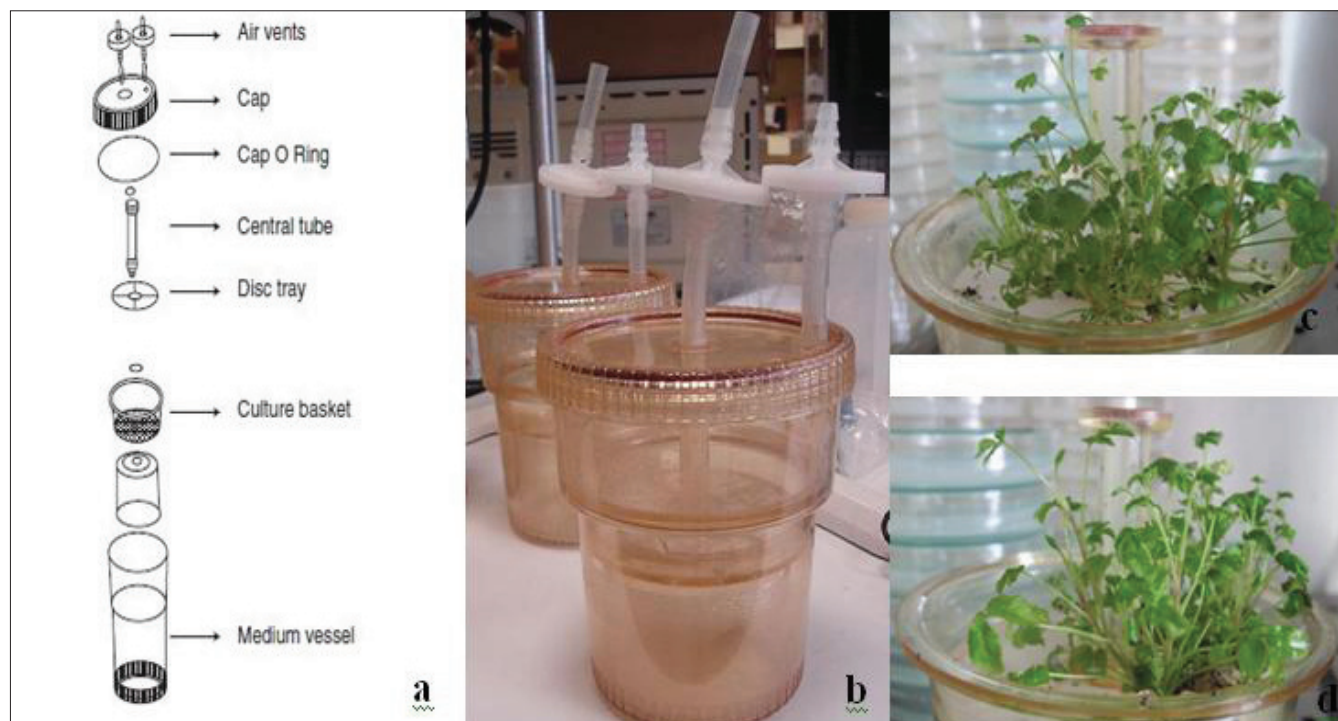 Air vents
Cap
Cap O Ring
Central tube
Disc tray
Culture basket
Medium vessel
a
b
c
d